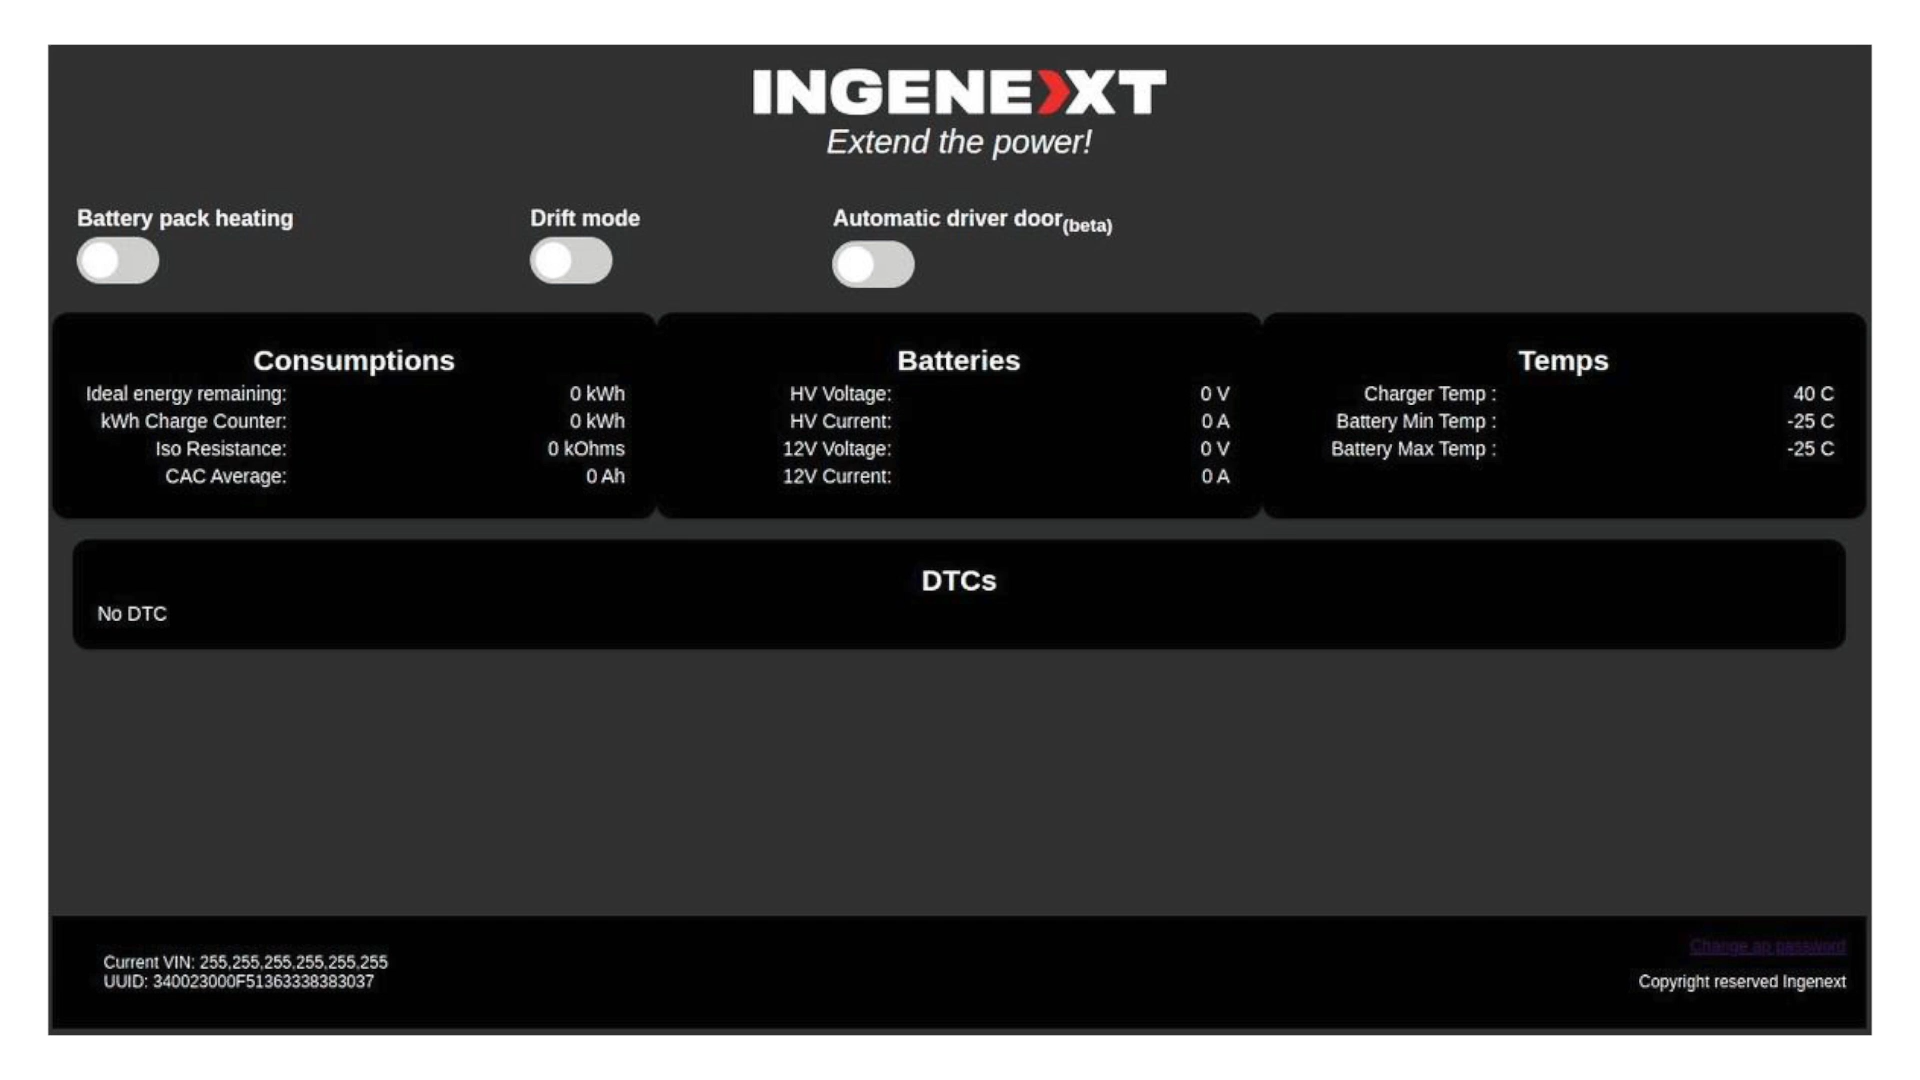 INGENEXT
Extend the power!
Battery pack heating
Drift mode
Automatic driver door(beta)
Consumptions
Ideal energy remaining: 0 kWh
kWh Charge Counter: 0 kWh
Iso Resistance: 0 kOhms
CAC Average: 0 Ah
Batteries
HV Voltage: 0 V
HV Current: 0 A
12V Voltage: 0 V
12V Current: 0 A
Temps
Charger Temp : 40 C
Battery Min Temp : -25 C
Battery Max Temp : -25 C
DTCs
No DTC
Current VIN: 255,255,255,255,255,255
UUID: 340023000F51363338383037
Change ap password
Copyright reserved Ingenext